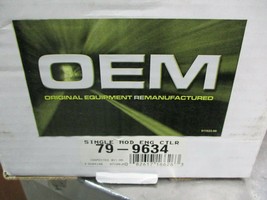 OEM
ORIGINAL EQUIPMENT REMANUFACTURED
SINGLE MOD ENG CTLR
79-9634